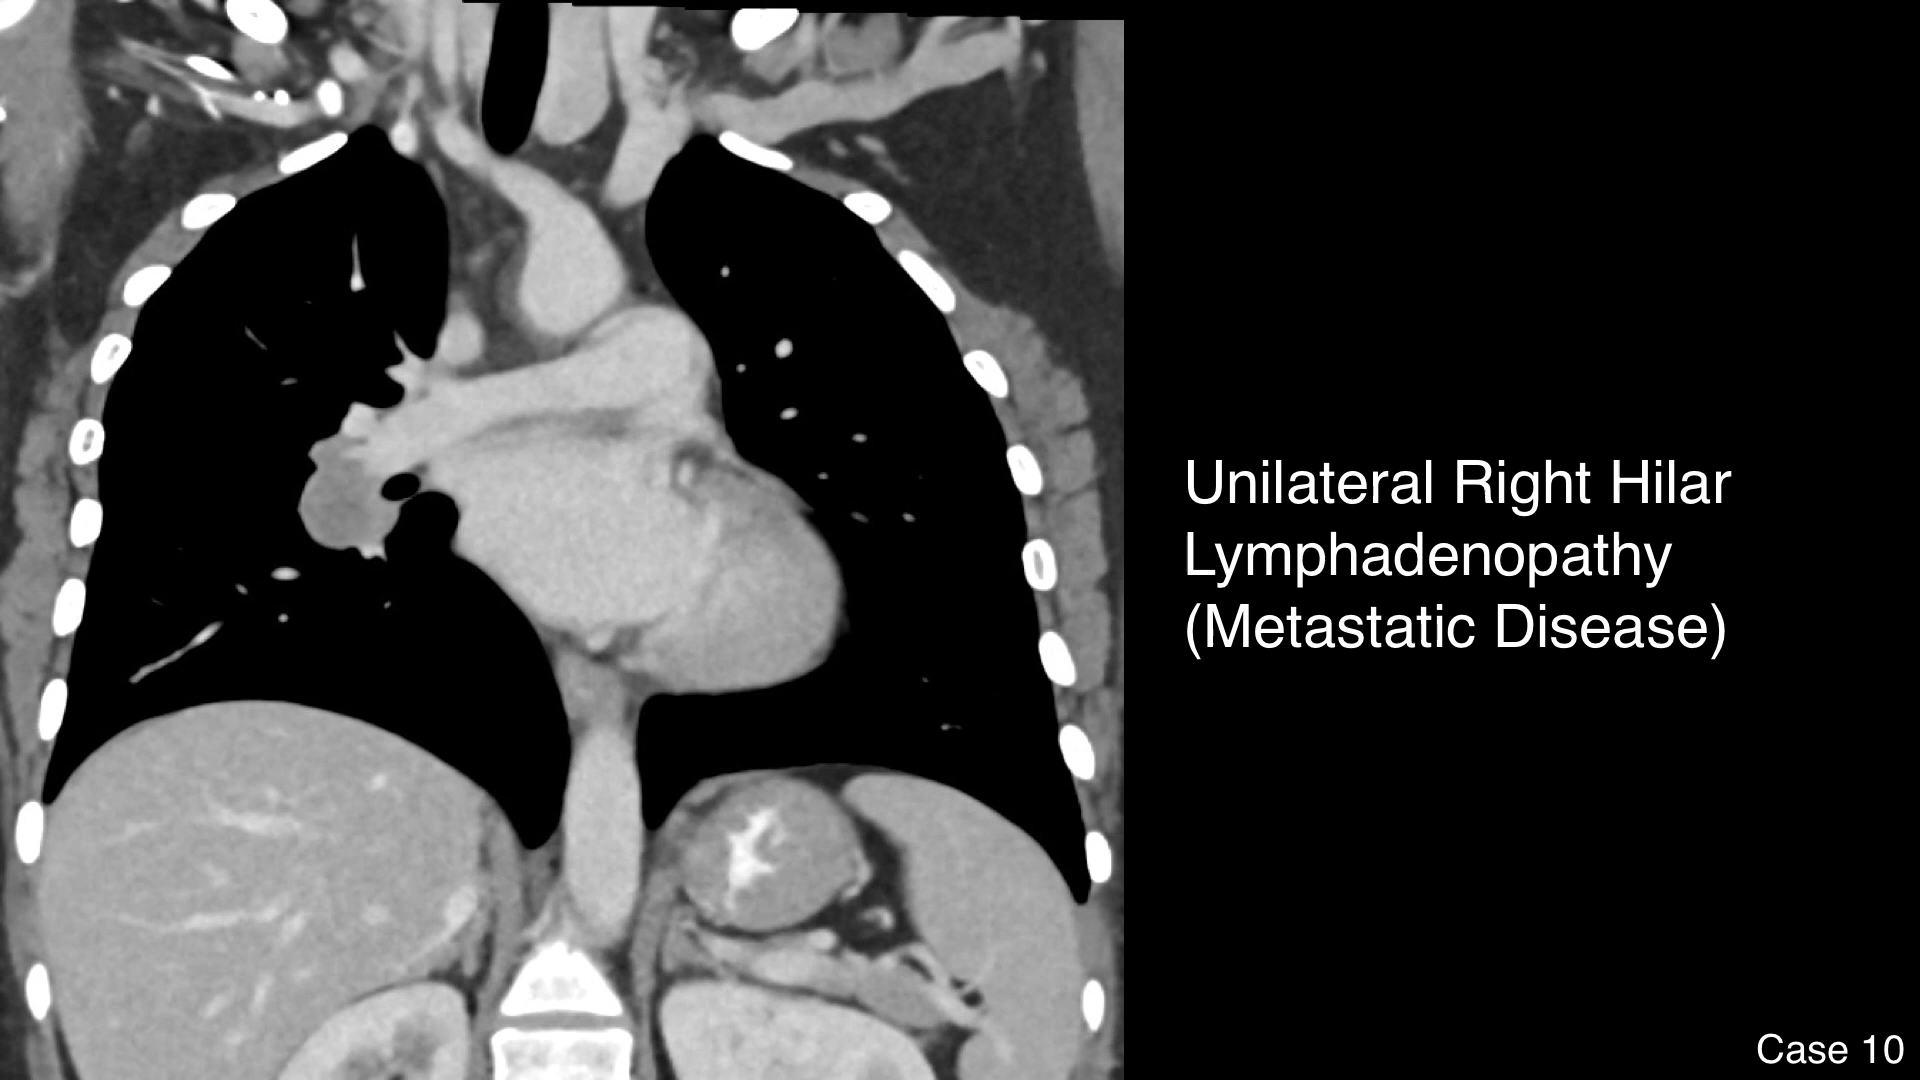 Unilateral Right Hilar
Lymphadenopathy
(Metastatic Disease)
Case 10